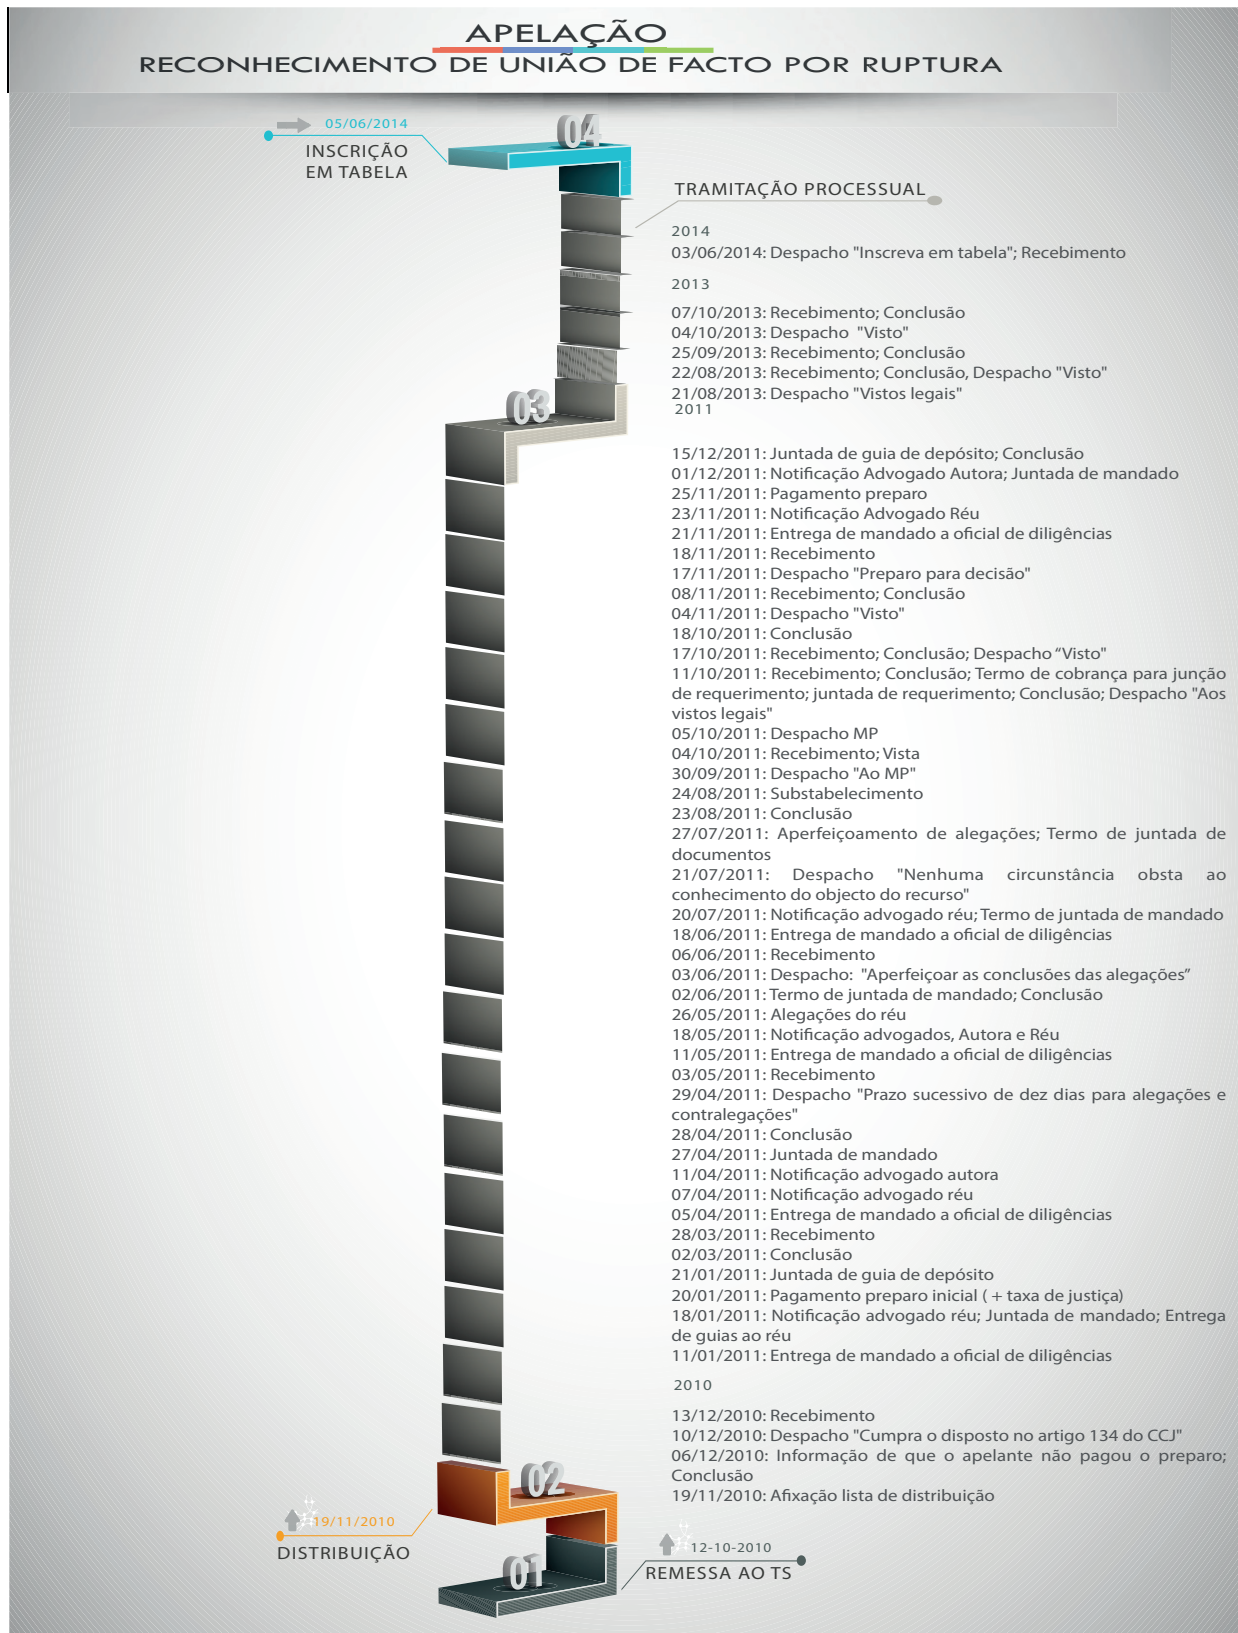 APELAÇÃO
RECONHECIMENTO DE UNIÃO DE FACTO POR RUPTURA
05/06/2014
INSCRIÇÃO
EM TABELA
04
TRAMITAÇÃO PROCESSUAL
2014
03/06/2014: Despacho "Inscreva em tabela"; Recebimento
2013
07/10/2013: Recebimento; Conclusão
04/10/2013: Despacho "Visto"
25/09/2013: Recebimento; Conclusão
22/08/2013: Recebimento; Conclusão, Despacho "Visto"
21/08/2013: Despacho "Vistos legais"
03
2011
15/12/2011: Juntada de guia de depósito; Conclusão
01/12/2011: Notificação Advogado Autora; Juntada de mandado
25/11/2011: Pagamento preparo
23/11/2011: Notificação Advogado Réu
21/11/2011: Entrega de mandado a oficial de diligências
18/11/2011: Recebimento
17/11/2011: Despacho "Preparo para decisão"
08/11/2011: Recebimento; Conclusão
04/11/2011: Despacho "Visto"
18/10/2011: Conclusão
17/10/2011: Recebimento; Conclusão; Despacho “Visto"
11/10/2011: Recebimento; Conclusão; Termo de cobrança para junção
de requerimento; juntada de requerimento; Conclusão; Despacho "Aos
vistos legais"
05/10/2011: Despacho MP
04/10/2011: Recebimento; Vista
30/09/2011: Despacho "Ao MP"
24/08/2011: Substabelecimento
23/08/2011: Conclusão
27/07/2011: Aperfeiçoamento de alegações; Termo de juntada de
documentos
21/07/2011: Despacho "Nenhuma circunstância obsta ao
conhecimento do objecto do recurso"
20/07/2011: Notificação advogado réu; Termo de juntada de mandado
18/06/2011: Entrega de mandado a oficial de diligências
06/06/2011: Recebimento
03/06/2011: Despacho: "Aperfeiçoar as conclusões das alegações”
02/06/2011: Termo de juntada de mandado; Conclusão
26/05/2011: Alegações do réu
18/05/2011: Notificação advogados, Autora e Réu
11/05/2011: Entrega de mandado a oficial de diligências
03/05/2011: Recebimento
29/04/2011: Despacho "Prazo sucessivo de dez dias para alegações e
contralegações"
28/04/2011: Conclusão
27/04/2011: Juntada de mandado
11/04/2011: Notificação advogado autora
07/04/2011: Notificação advogado réu
05/04/2011: Entrega de mandado a oficial de diligências
28/03/2011: Recebimento
02/03/2011: Conclusão
21/01/2011: Juntada de guia de depósito
20/01/2011: Pagamento preparo inicial ( + taxa de justiça)
18/01/2011: Notificação advogado réu; Juntada de mandado; Entrega
de guias ao réu
11/01/2011: Entrega de mandado a oficial de diligências
2010
13/12/2010: Recebimento
10/12/2010: Despacho "Cumpra o disposto no artigo 134 do CCJ"
06/12/2010: Informação de que o apelante não pagou o preparo;
Conclusão
19/11/2010: Afixação lista de distribuição
02
19/11/2010
DISTRIBUIÇÃO
12-10-2010
REMESSA AO TS
01